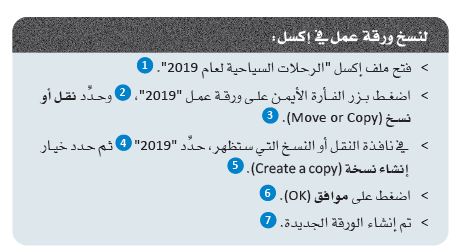 لنسخ ورقة عمل في إكسل:
> فتح ملف إكسل "الرحلات السياحية لعام 2019". 1
> اضغط بزر الفأرة الأيمن على ورقة عمل "2019"، 2 وحدِّد نقل أو
نسخ (Move or Copy). 3
> في نافذة النقل أو النسخ التي ستظهر، حدِّد "2019" 4 ثم حدد خيار
إنشاء نسخة (Create a copy). 5
> اضغط على موافق (OK). 6
> تم إنشاء الورقة الجديدة. 7